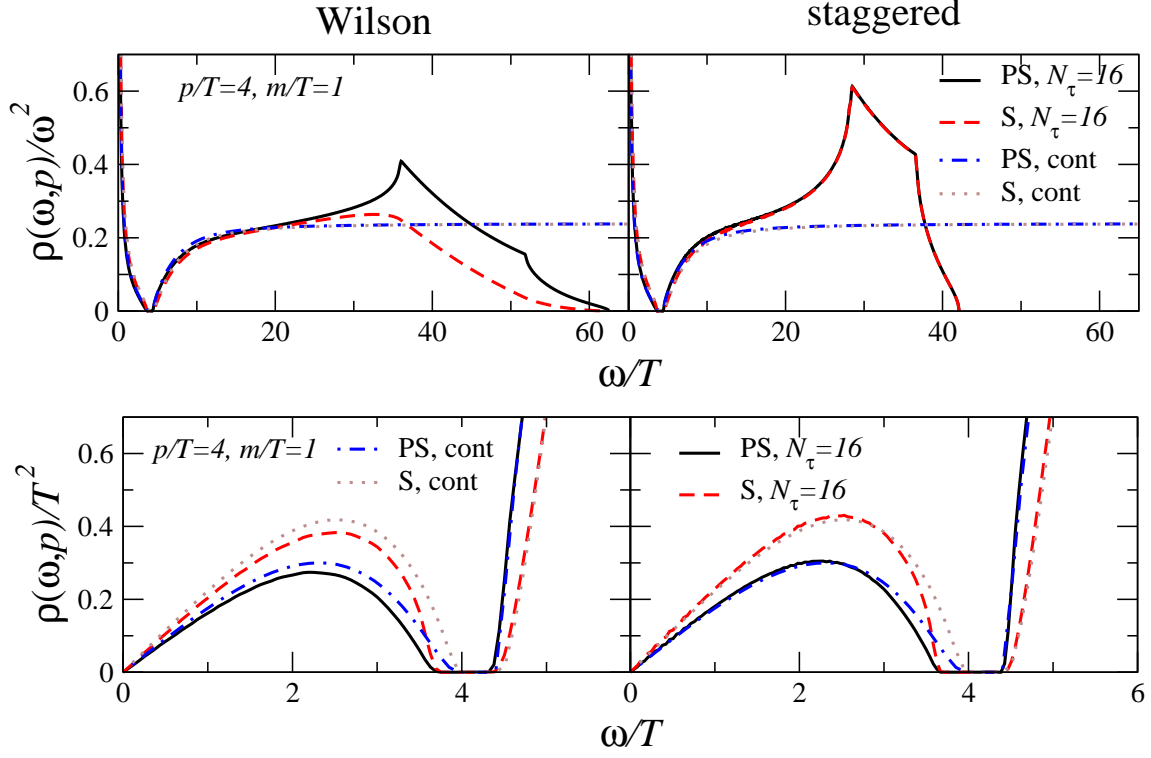 Wilson
staggered
ρ(ω,p)/ω²
0.6
0.4
0.2
0
p/T=4, m/T=1
PS, Nτ=16
S, Nτ=16
PS, cont
S, cont
0 20 40 60
0 20 40 60
ω/T
ω/T
ρ(ω,p)/T²
0.6
0.4
0.2
0
p/T=4, m/T=1
PS, cont
S, cont
PS, Nτ=16
S, Nτ=16
0 2 4
0 2 4 6
ω/T
ω/T